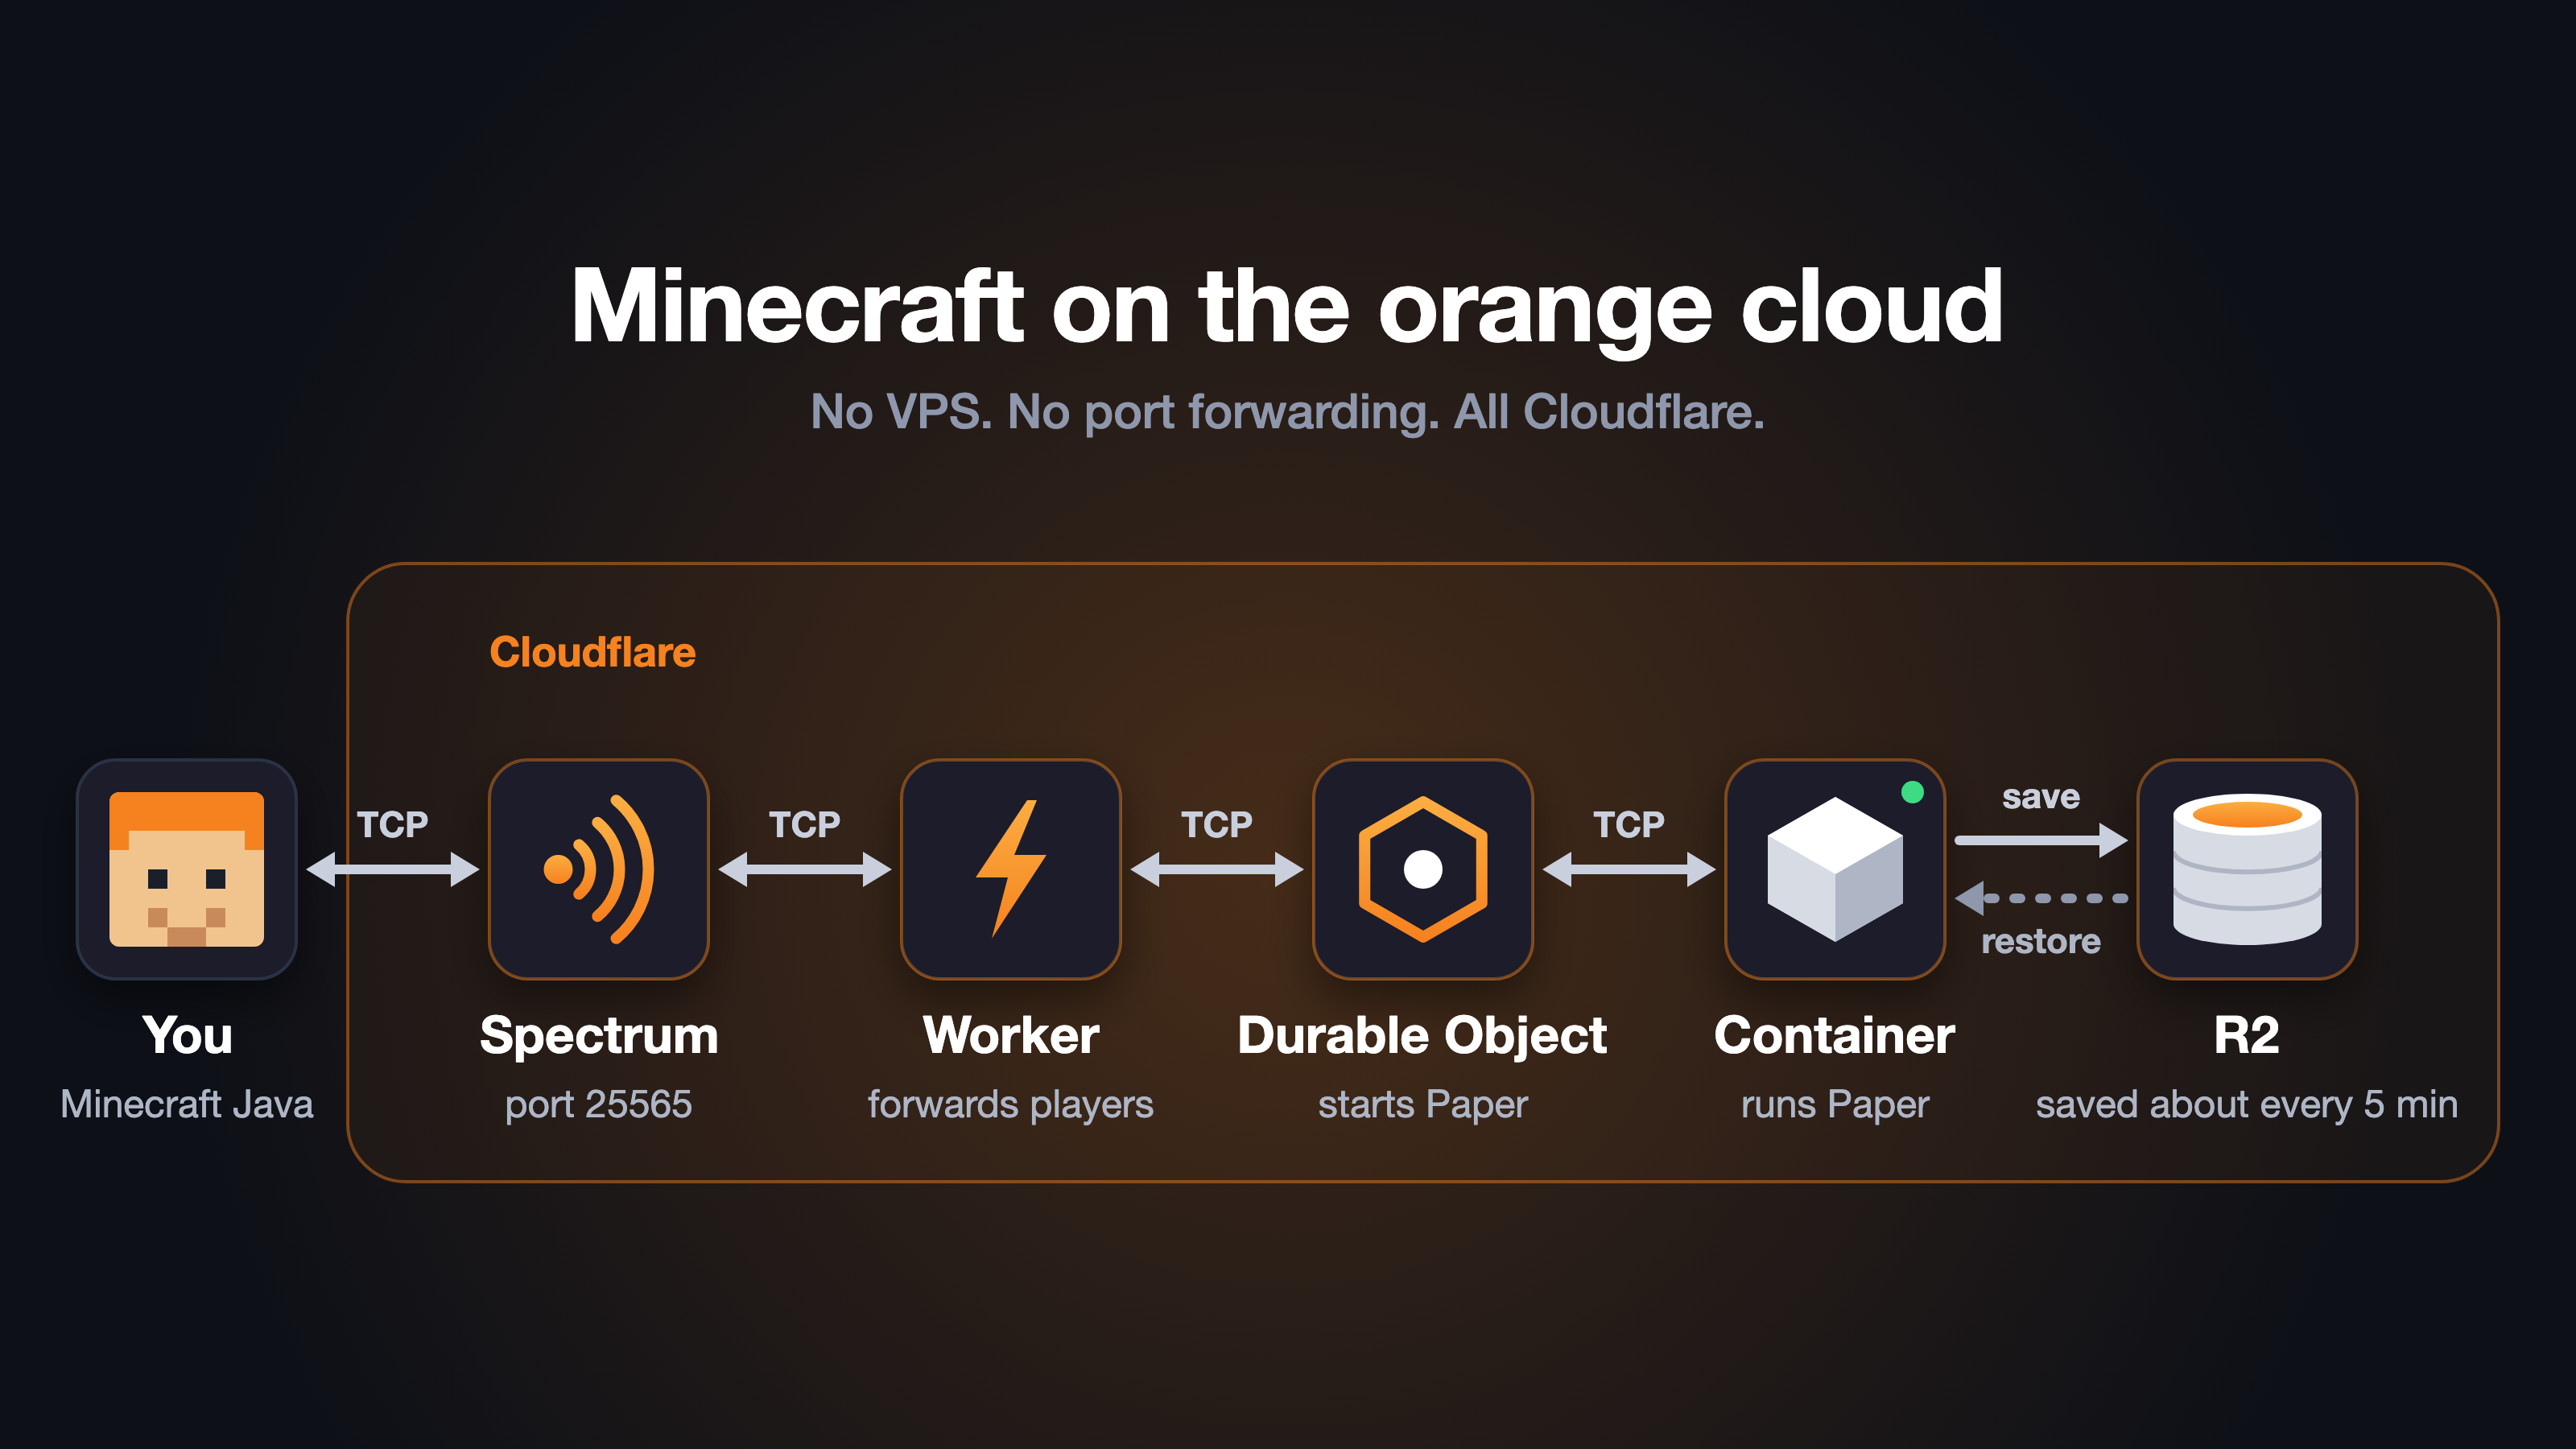 Minecraft on the orange cloud
No VPS. No port forwarding. All Cloudflare.
Cloudflare
TCP
TCP
TCP
TCP
save
restore
You
Spectrum
Worker
Durable Object
Container
R2
Minecraft Java
port 25565
forwards players
starts Paper
runs Paper
saved about every 5 min